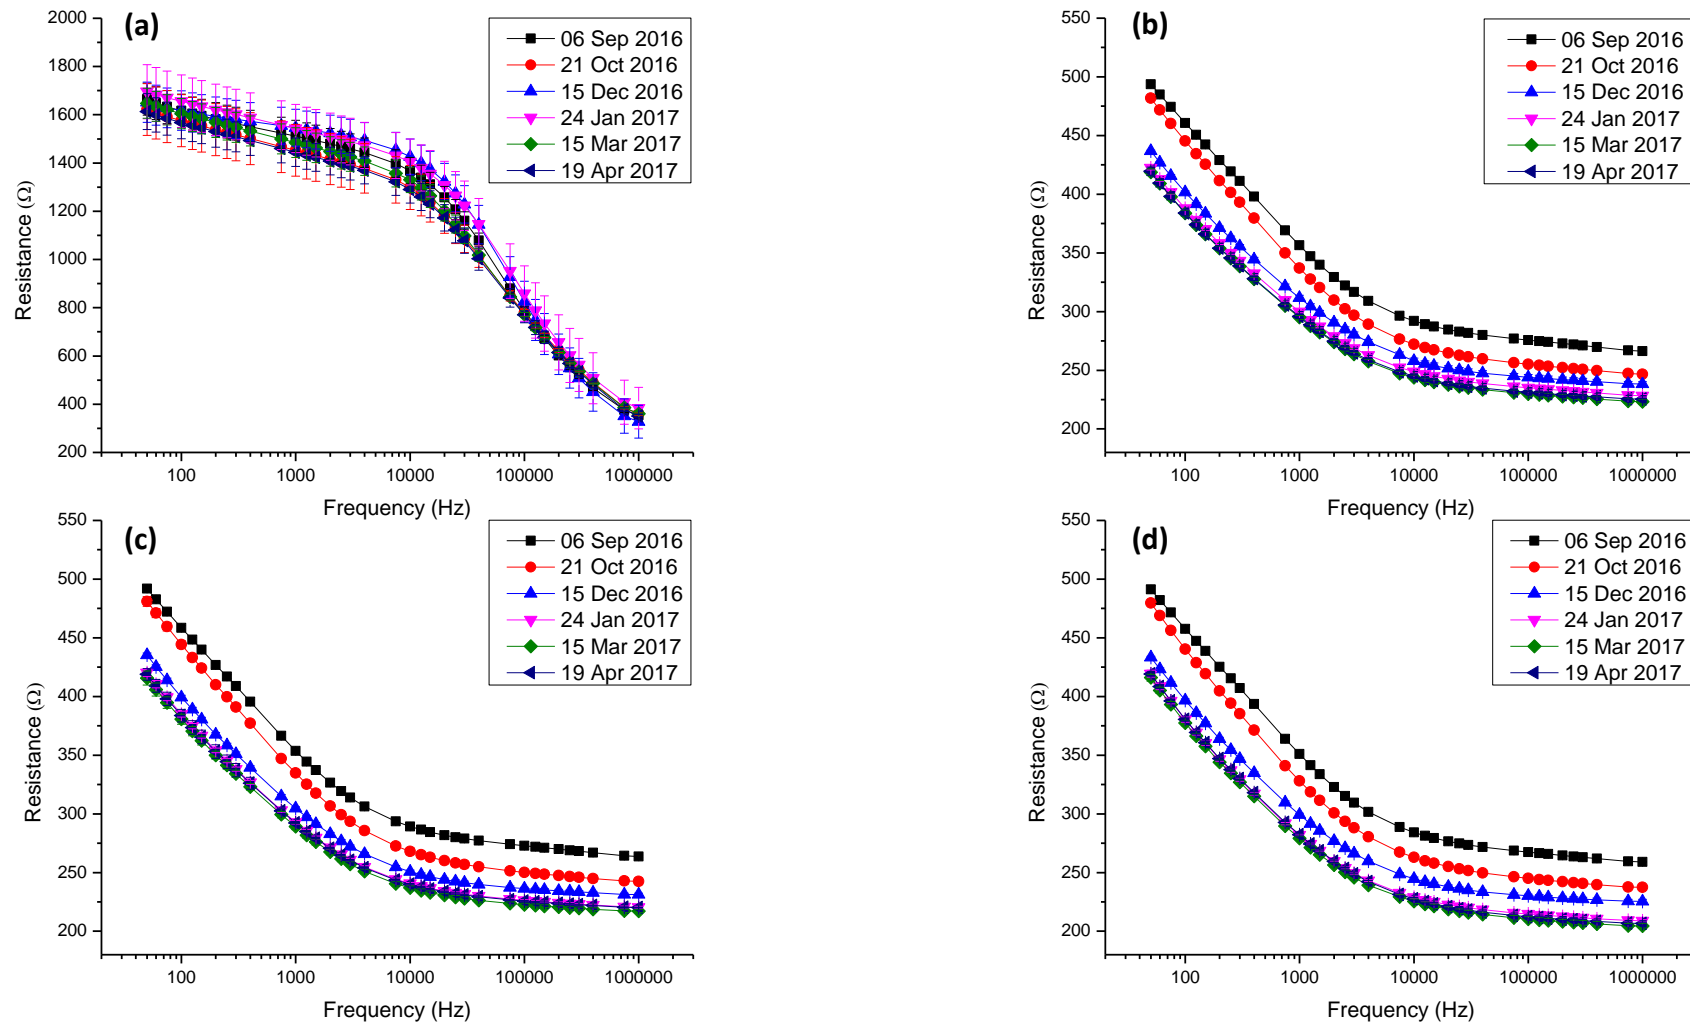 (a)
2000
1800
1600
1400
1200
1000
800
600
400
200
Resistance (Ω)
100
1000
10000
100000
1000000
Frequency (Hz)
06 Sep 2016
21 Oct 2016
15 Dec 2016
24 Jan 2017
15 Mar 2017
19 Apr 2017
(b)
550
500
450
400
350
300
250
200
Resistance (Ω)
100
1000
10000
100000
1000000
Frequency (Hz)
06 Sep 2016
21 Oct 2016
15 Dec 2016
24 Jan 2017
15 Mar 2017
19 Apr 2017
(c)
550
500
450
400
350
300
250
200
Resistance (Ω)
100
1000
10000
100000
1000000
Frequency (Hz)
06 Sep 2016
21 Oct 2016
15 Dec 2016
24 Jan 2017
15 Mar 2017
19 Apr 2017
(d)
550
500
450
400
350
300
250
200
Resistance (Ω)
100
1000
10000
100000
1000000
Frequency (Hz)
06 Sep 2016
21 Oct 2016
15 Dec 2016
24 Jan 2017
15 Mar 2017
19 Apr 2017